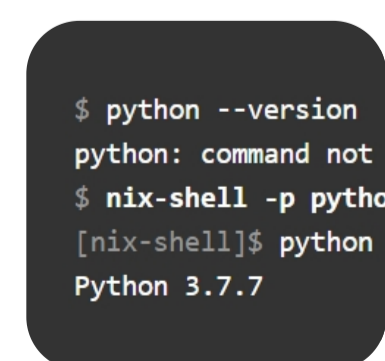 $ python --version
python: command not
$ nix-shell -p pytho
[nix-shell]$ python
Python 3.7.7